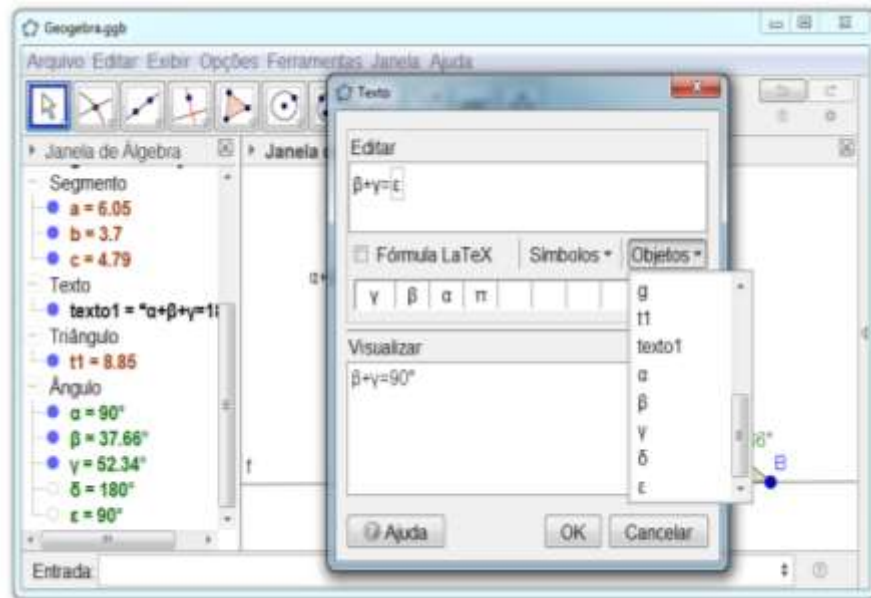 Geogebra.ggb
Arquivo Editar Exibir Opções Ferramentas Janela Ajuda
Janela de Álgebra
Segmento
a = 6.05
b = 3.7
c = 4.79
Texto
texto1 = "α+β+γ=18
Triângulo
t1 = 8.85
Ângulo
α = 90°
β = 37.66°
γ = 52.34°
δ = 180°
ε = 90°
Janela
f
B
Entrada:
Texto
Editar
β+γ=ε
Fórmula LaTeX Símbolos Objetos
γ β α π
Visualizar
β+γ=90°
g
t1
texto1
α
β
γ
δ
ε
Ajuda OK Cancelar